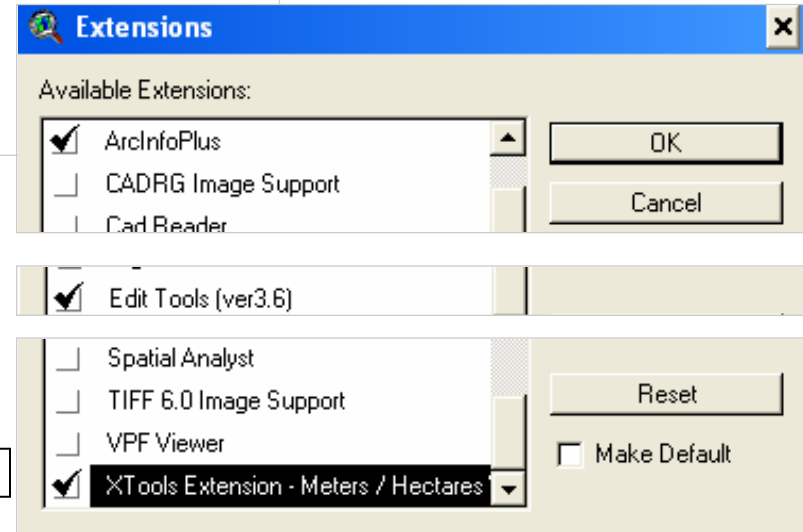 Extensions
Available Extensions:
ArcInfoPlus
OK
CADRG Image Support
Cancel
Cad Reader
Edit Tools (ver3.6)
Spatial Analyst
TIFF 6.0 Image Support
Reset
VPF Viewer
Make Default
XTools Extension - Meters / Hectares